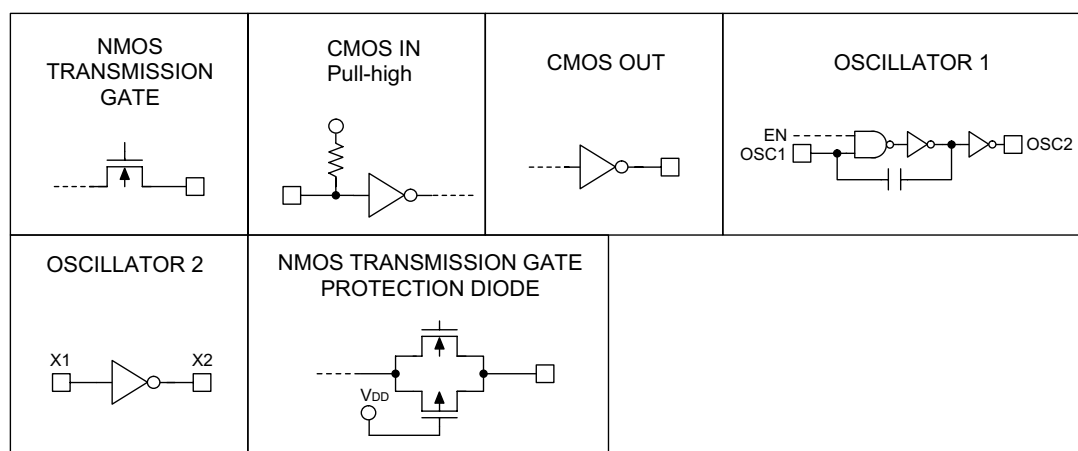 NMOS
TRANSMISSION
GATE
CMOS IN
Pull-high
CMOS OUT
OSCILLATOR 1
EN
OSC1
OSC2
OSCILLATOR 2
X1
X2
NMOS TRANSMISSION GATE
PROTECTION DIODE
VDD